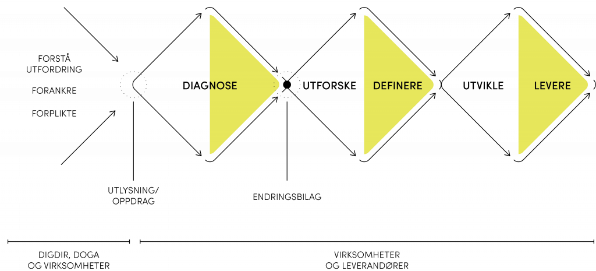 FORSTÅ
UTFORDRING
FORANKRE
FORPLIKTE
DIAGNOSE
UTFORSKE
DEFINERE
UTVIKLE
LEVERE
UTLYSNING/
OPPDRAG
ENDRINGSBILAG
DIGDIR, DOGA
OG VIRKSOMHETER
VIRKSOMHETER
OG LEVERANDØRER